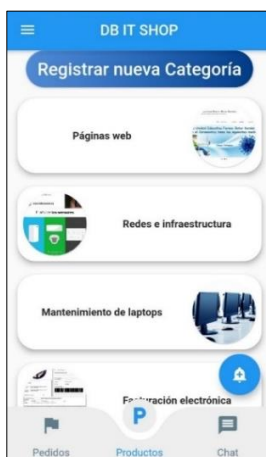 DB IT SHOP
Registrar nueva Categoría
Páginas web
Redes e infraestructura
Mantenimiento de laptops
Facturación electrónica
P
Pedidos
Productos
Chat